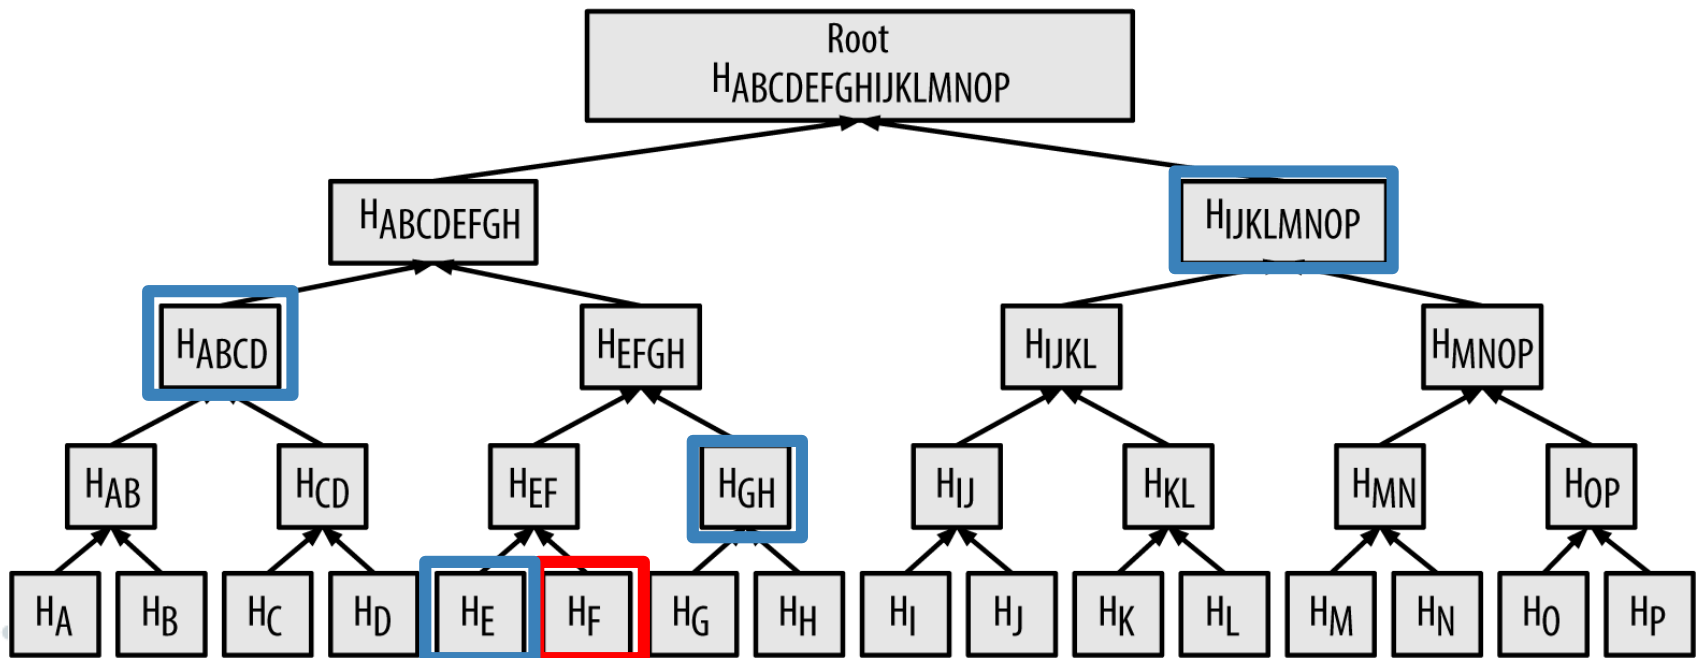 Root
HABCDEFGHIJKLMNOP
HABCDEFGH
HIJKLMNOP
HABCD
HEFGH
HIJKL
HMNOP
HAB
HCD
HEF
HGH
HIJ
HKL
HMN
HOP
HA
HB
HC
HD
HE
HF
HG
HH
HI
HJ
HK
HL
HM
HN
HO
HP